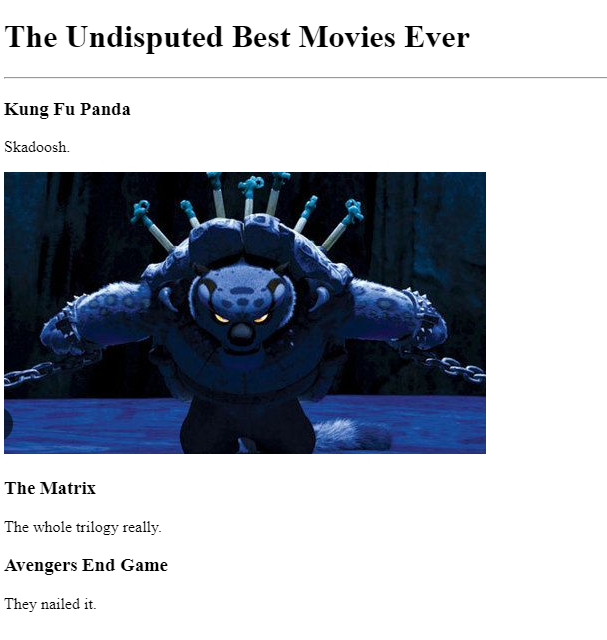 The Undisputed Best Movies Ever
Kung Fu Panda
Skadoosh.
The Matrix
The whole trilogy really.
Avengers End Game
They nailed it.